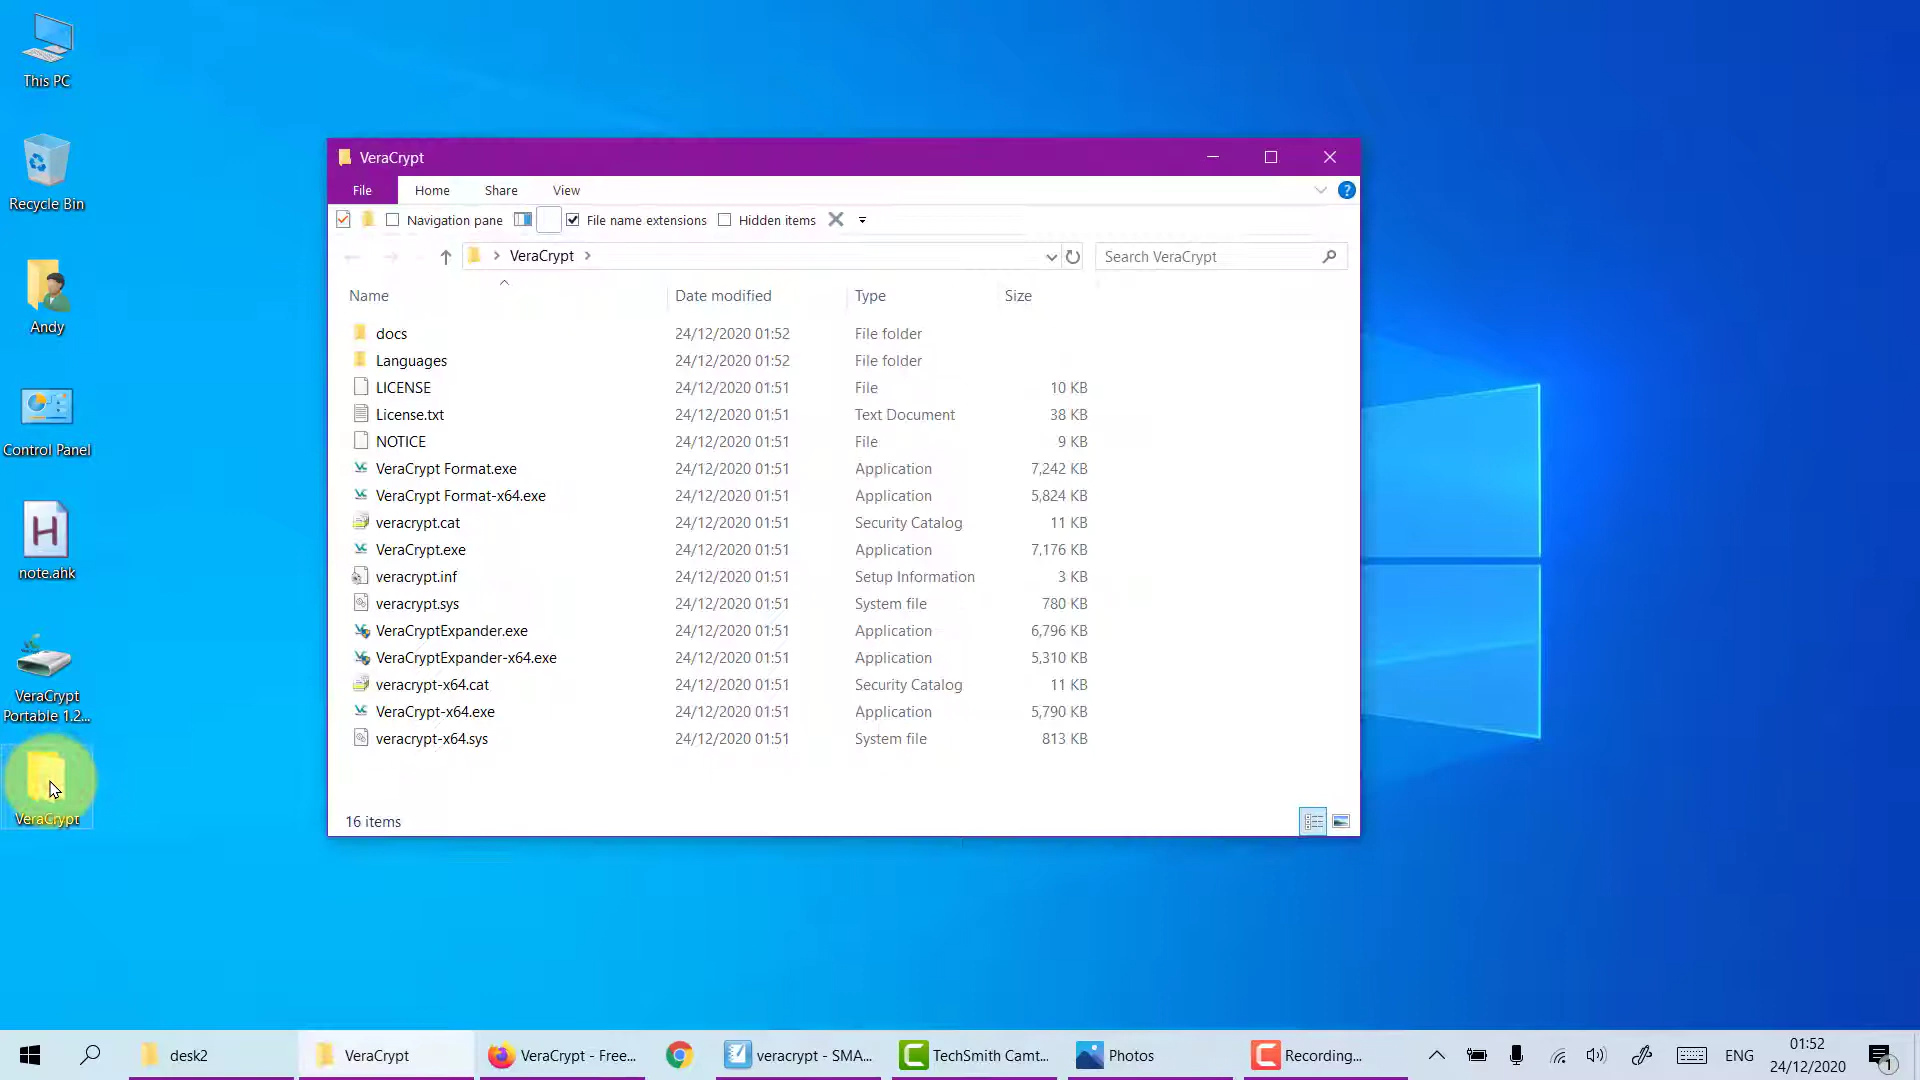 This PC
Recycle Bin
Andy
Control Panel
note.ahk
VeraCrypt
Portable 1.2...
VeraCrypt
VeraCrypt
File Home Share View
Navigation pane File name extensions Hidden items
VeraCrypt
Search VeraCrypt
Name Date modified Type Size
docs 24/12/2020 01:52 File folder
Languages 24/12/2020 01:52 File folder
LICENSE 24/12/2020 01:51 File 10 KB
License.txt 24/12/2020 01:51 Text Document 38 KB
NOTICE 24/12/2020 01:51 File 9 KB
VeraCrypt Format.exe 24/12/2020 01:51 Application 7,242 KB
VeraCrypt Format-x64.exe 24/12/2020 01:51 Application 5,824 KB
veracrypt.cat 24/12/2020 01:51 Security Catalog 11 KB
VeraCrypt.exe 24/12/2020 01:51 Application 7,176 KB
veracrypt.inf 24/12/2020 01:51 Setup Information 3 KB
veracrypt.sys 24/12/2020 01:51 System file 780 KB
VeraCryptExpander.exe 24/12/2020 01:51 Application 6,796 KB
VeraCryptExpander-x64.exe 24/12/2020 01:51 Application 5,310 KB
veracrypt-x64.cat 24/12/2020 01:51 Security Catalog 11 KB
VeraCrypt-x64.exe 24/12/2020 01:51 Application 5,790 KB
veracrypt-x64.sys 24/12/2020 01:51 System file 813 KB
16 items
desk2 VeraCrypt VeraCrypt - Free... veracrypt - SMA... TechSmith Camt... Photos Recording... ENG
01:52
24/12/2020
1